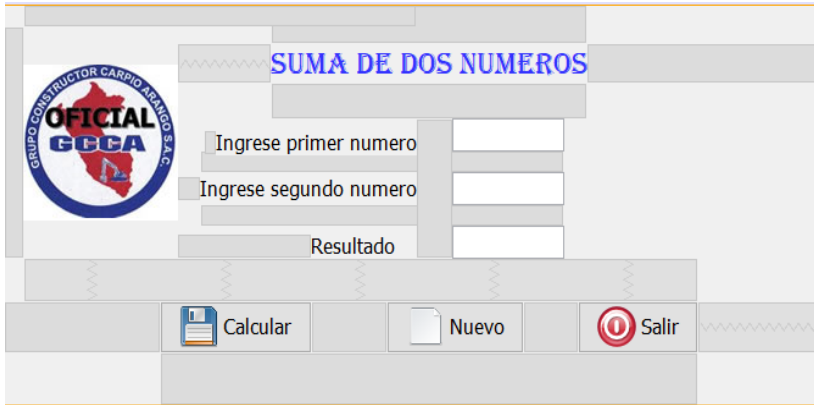 SUMA DE DOS NUMEROS
GRUPO CONSTRUCTOR CARPIO ARANGO S.A.C.
OFICIAL
GCCA
Ingrese primer numero
Ingrese segundo numero
Resultado
Calcular
Nuevo
Salir